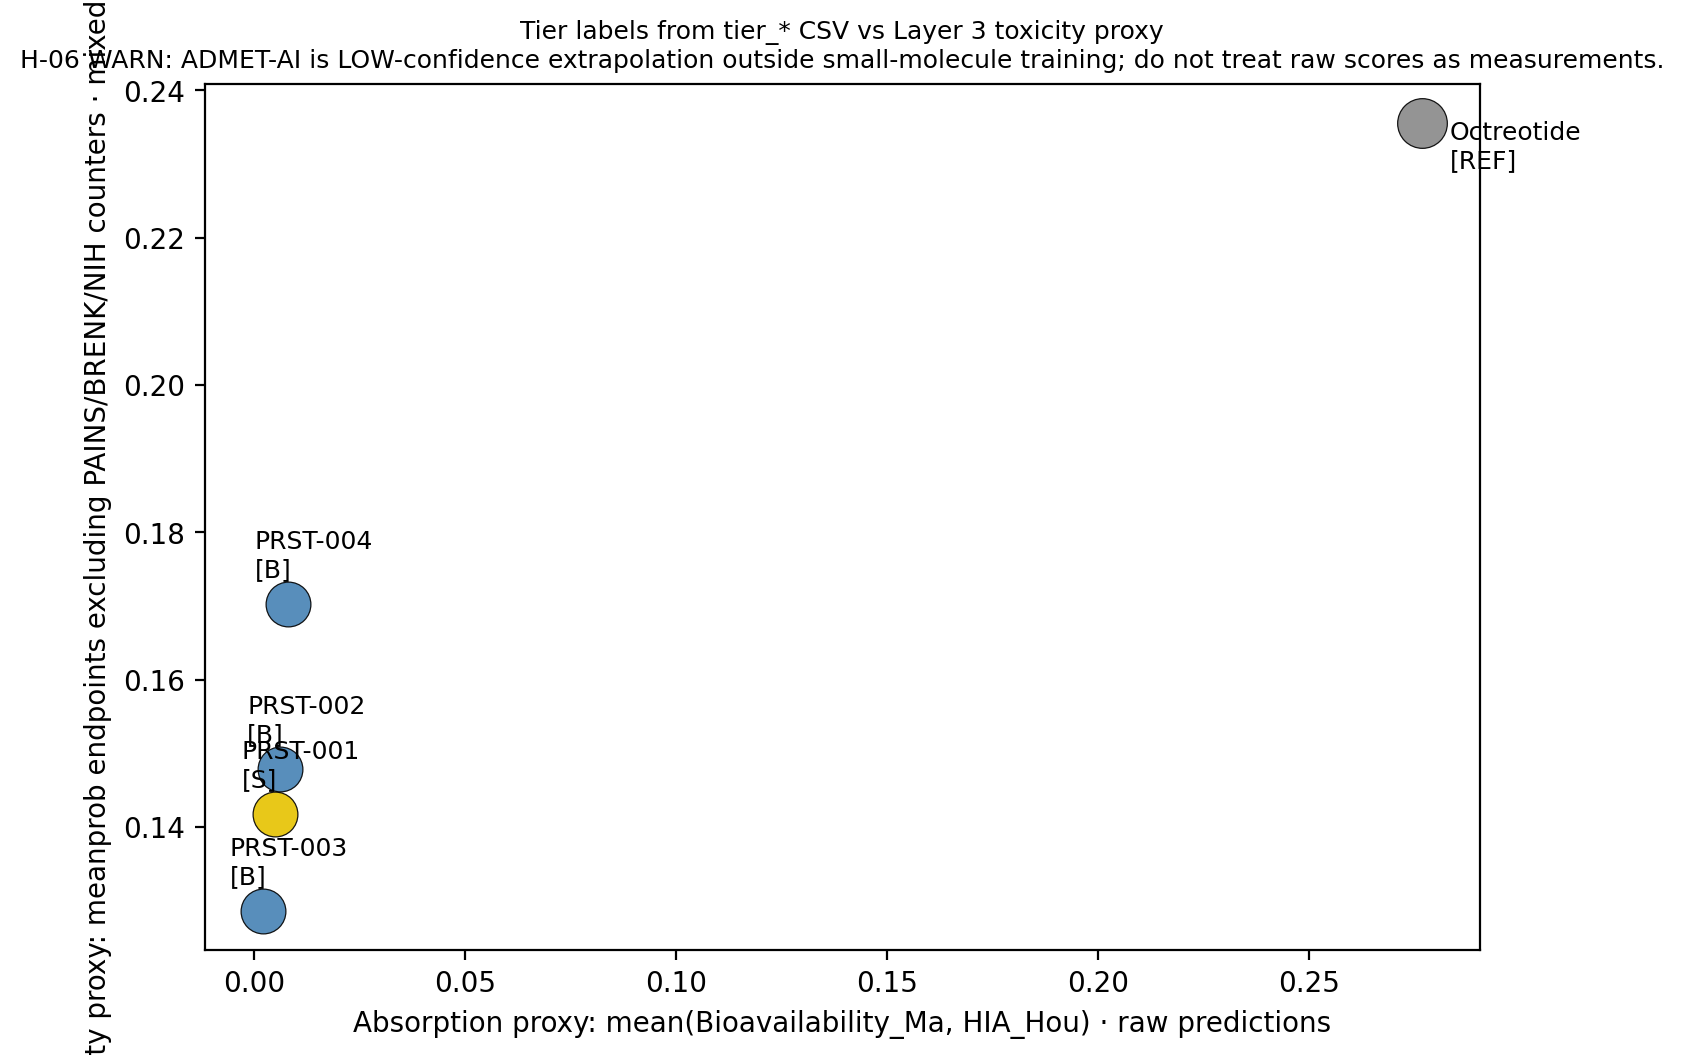 Tier labels from tier_* CSV vs Layer 3 toxicity proxy
H-06 WARN: ADMET-AI is LOW-confidence extrapolation outside small-molecule training; do not treat raw scores as measurements.
ty proxy: meanprob endpoints excluding PAINS/BRENK/NIH counters · mixed
0.24
0.22
0.20
0.18
0.16
0.14
Octreotide
[REF]
PRST-004
[B]
PRST-002
[B]
PRST-001
[S]
PRST-003
[B]
0.00
0.05
0.10
0.15
0.20
0.25
Absorption proxy: mean(Bioavailability_Ma, HIA_Hou) · raw predictions